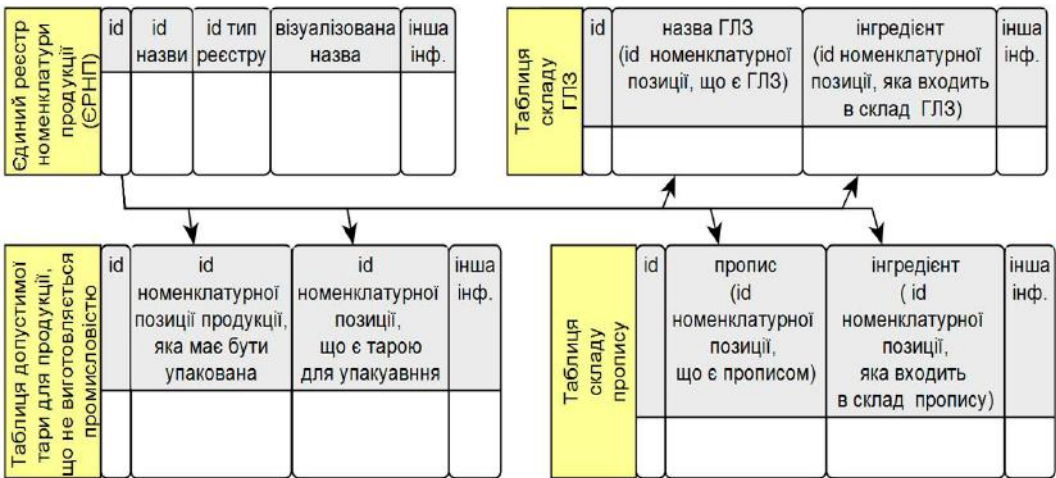 Єдиний реєстр
номенклатури
продукції
(ЄРНП)
id
id
назви
id тип
реєстру
візуалізована
назва
інша
інф.
Таблиця
складу
ГЛЗ
id
назва ГЛЗ
(id номенклатурної
позиції, що є ГЛЗ)
інгредієнт
(id номенклатурної
позиції, яка входить
в склад ГЛЗ)
інша
інф.
Таблиця допустимої
тари для продукції,
що не виготовляється
промисловістю
id
id
номенклатурної
позиції продукції,
яка має бути
упакована
id
номенклатурної
позиції,
що є тарою
для упакуавння
інша
інф.
Таблиця
складу
пропису
id
пропис
(id
номенклатурної
позиції,
що є прописом)
інгредієнт
( id
номенклатурної
позиції,
яка входить
в склад пропису)
інша
інф.